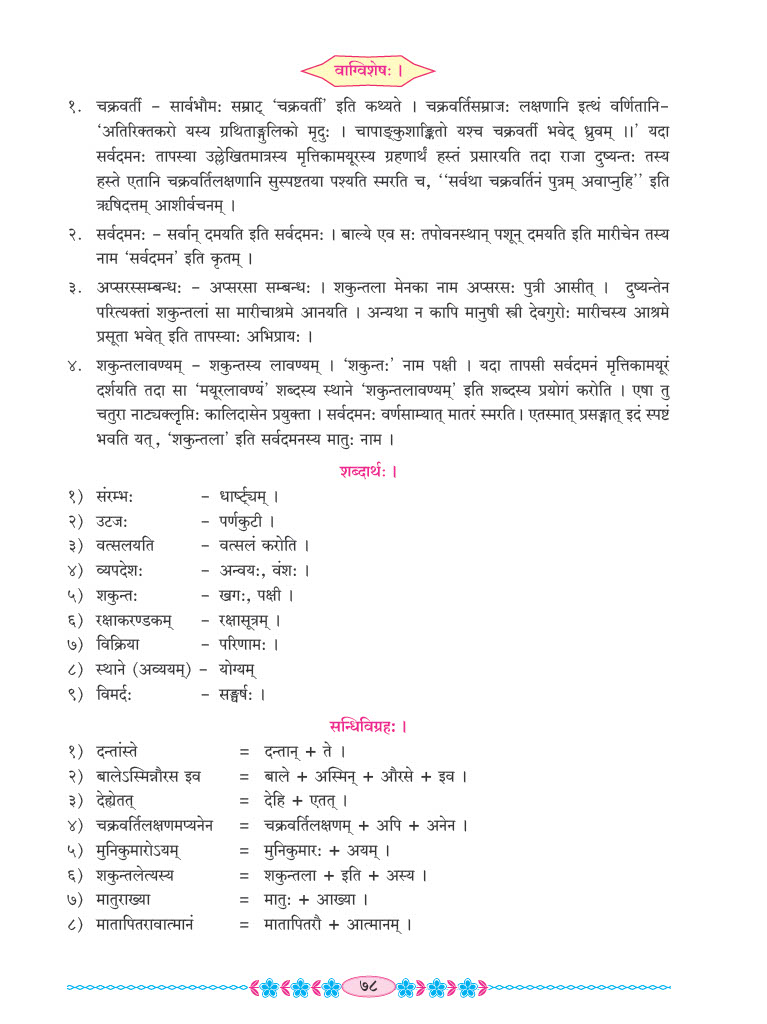 वाग्विशेषः ।
१. चक्रवर्ती – सार्वभौमः सम्राट् ‘चक्रवर्ती’ इति कथ्यते । चक्रवर्तिसम्राजः लक्षणानि इत्थं वर्णितानि–
‘अतिरिक्तकरो यस्य ग्रथिताङ्गुलिको मृदुः । चापाङ्कुशाङ्कितो यश्च चक्रवर्ती भवेद् ध्रुवम् ।।’ यदा
सर्वदमनः तापस्या उल्लेखितमात्रस्य मृत्तिकामयूरस्य ग्रहणार्थं हस्तं प्रसारयति तदा राजा दुष्यन्तः तस्य
हस्ते एतानि चक्रवर्तिलक्षणानि सुस्पष्टतया पश्यति स्मरति च, ‘‘सर्वथा चक्रवर्तिनं पुत्रम् अवाप्नुहि’’ इति
ऋषिदत्तम् आशीर्वचनम् ।
२. सर्वदमनः – सर्वान् दमयति इति सर्वदमनः । बाल्ये एव सः तपोवनस्थान् पशून् दमयति इति मारीचेन तस्य
नाम ‘सर्वदमन’ इति कृतम् ।
३. अप्सरस्सम्बन्धः – अप्सरसा सम्बन्धः । शकुन्तला मेनका नाम अप्सरसः पुत्री आसीत् । दुष्यन्तेन
परित्यक्तां शकुन्तलां सा मारीचाश्रमे आनयति । अन्यथा न कापि मानुषी स्त्री देवगुरोः मारीचस्य आश्रमे
प्रसूता भवेत् इति तापस्याः अभिप्रायः ।
४. शकुन्तलावण्यम् – शकुन्तस्य लावण्यम् । ‘शकुन्तः’ नाम पक्षी । यदा तापसी सर्वदमनं मृत्तिकामयूरं
दर्शयति तदा सा ‘मयूरलावण्यं’ शब्दस्य स्थाने ‘शकुन्तलावण्यम्’ इति शब्दस्य प्रयोगं करोति । एषा तु
चतुरा नाट्यक्लृप्तिः कालिदासेन प्रयुक्ता । सर्वदमनः वर्णसाम्यात् मातरं स्मरति । एतस्मात् प्रसङ्गात् इदं स्पष्टं
भवति यत्, ‘शकुन्तला’ इति सर्वदमनस्य मातुः नाम ।
शब्दार्थः ।
१) संरम्भः – धार्ष्ट्यम् ।
२) उटजः – पर्णकुटी ।
३) वत्सलयति – वत्सलं करोति ।
४) व्यपदेशः – अन्वयः, वंशः ।
५) शकुन्तः – खगः, पक्षी ।
६) रक्षाकरण्डकम् – रक्षासूत्रम् ।
७) विक्रिया – परिणामः ।
८) स्थाने (अव्ययम्) – योग्यम्
९) विमर्दः – सङ्घर्षः ।
सन्धिविग्रहः ।
१) दन्तांस्ते = दन्तान् + ते ।
२) बालेऽस्मिन्नौरस इव = बाले + अस्मिन् + औरसे + इव ।
३) देह्येतत् = देहि + एतत् ।
४) चक्रवर्तिलक्षणमप्यनेन = चक्रवर्तिलक्षणम् + अपि + अनेन ।
५) मुनिकुमारोऽयम् = मुनिकुमारः + अयम् ।
६) शकुन्तलेत्यस्य = शकुन्तला + इति + अस्य ।
७) मातुराख्या = मातुः + आख्या ।
८) मातापितरावात्मानं = मातापितरौ + आत्मानम् ।
७८